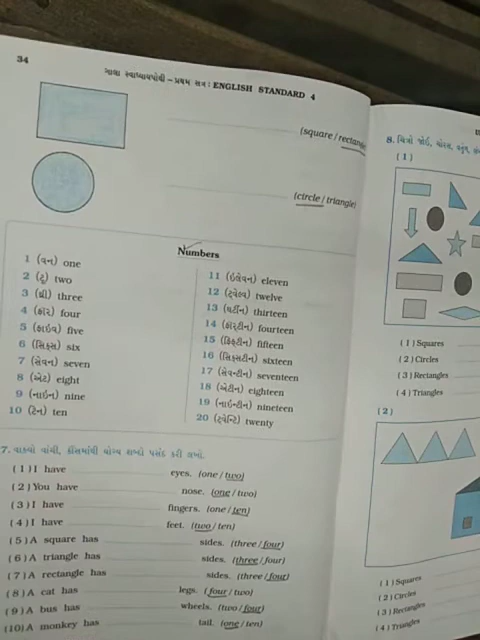 34
ગાલા સ્વાધ્યાયપોથી – પ્રથમ સત્ર : ENGLISH STANDARD 4
(square / rectangle
(circle / triangle)
Numbers
1 (વન) one
2 (ટૂ) two
3 (થ્રી) three
4 (ફૉર) four
5 (ફાઇવ) five
6 (સિક્સ) six
7 (સેવન) seven
8 (એટ) eight
9 (નાઇન) nine
10 (ટેન) ten
11 (ઇલેવન) eleven
12 (ટ્વેલ્વ) twelve
13 (થર્ટીન) thirteen
14 (ફૉર્ટીન) fourteen
15 (ફિફ્ટીન) fifteen
16 (સિક્સટીન) sixteen
17 (સેવન્ટીન) seventeen
18 (એટીન) eighteen
19 (નાઇન્ટીન) nineteen
20 (ટ્વેન્ટિ) twenty
7. વાક્યો વાંચી, કૌંસમાંથી યોગ્ય શબ્દો પસંદ કરી લખો.
(1) I have eyes. (one / two)
(2) You have nose. (one / two)
(3) I have fingers. (one / ten)
(4) I have feet. (two / ten)
(5) A square has sides. (three / four)
(6) A triangle has sides. (three / four)
(7) A rectangle has sides. (three / four)
(8) A cat has legs. (four / two)
(9) A bus has wheels. (two / four)
(10) A monkey has tail. (one / ten)
8. ચિત્રો જોઈ, ચોરસ, વર્તુળ,
(1)
(1) Squares
(2) Circles
(3) Rectangles
(4) Triangles
(2)
(1) Squares
(2) Circles
(3) Rectangles
(4) Triangles